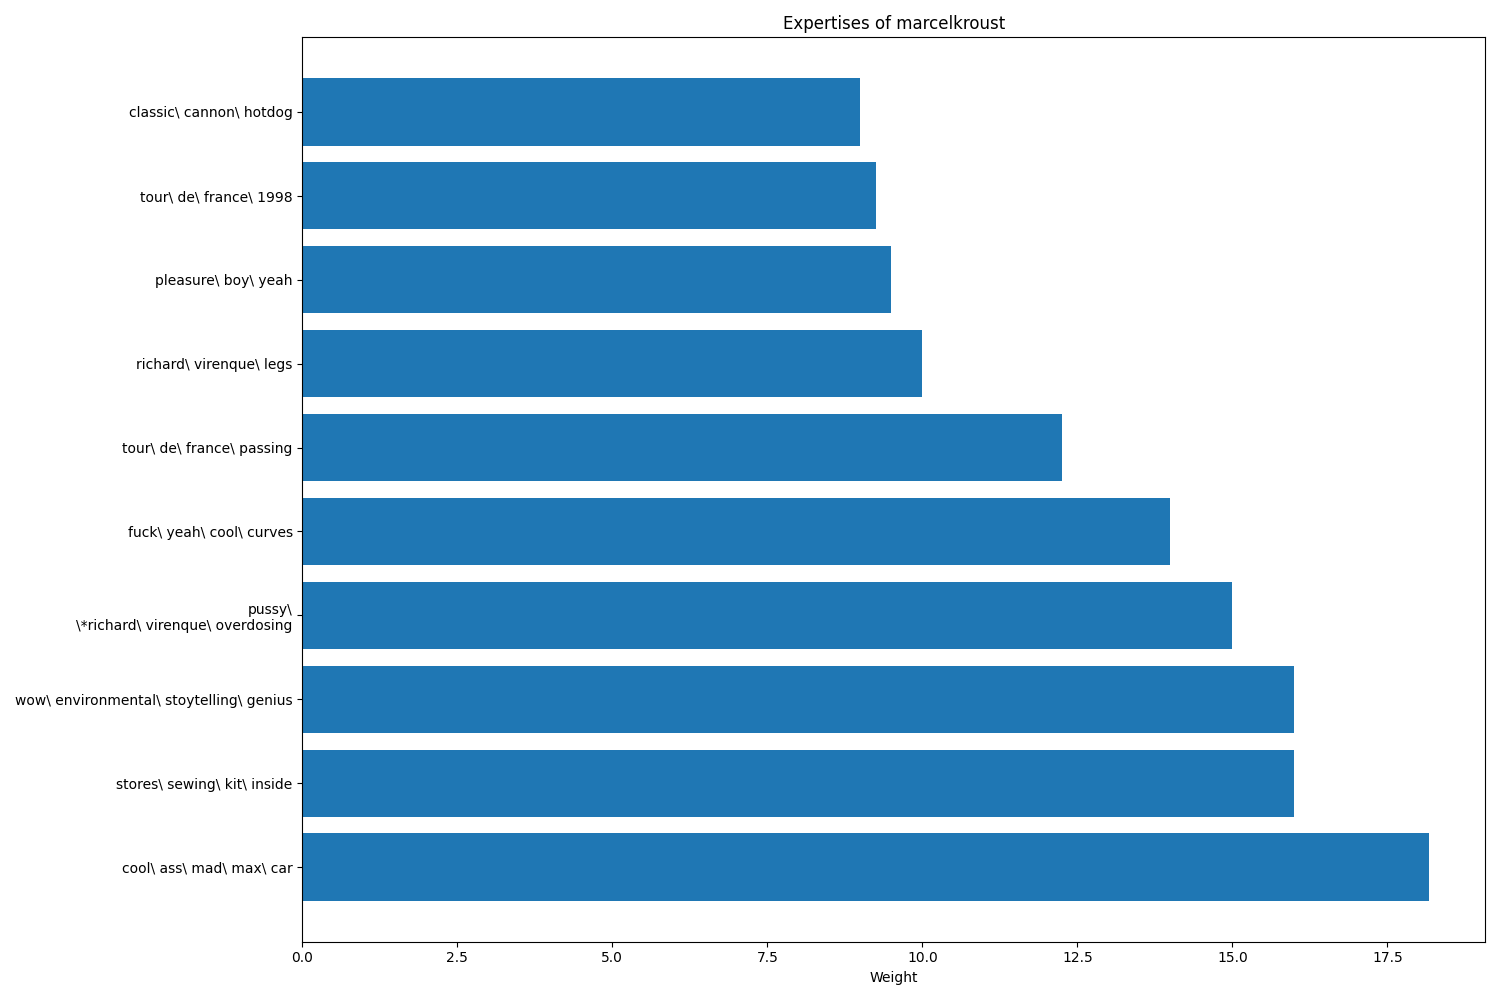 Expertises of marcelkroust
classic\ cannon\ hotdog
tour\ de\ france\ 1998
pleasure\ boy\ yeah
richard\ virenque\ legs
tour\ de\ france\ passing
fuck\ yeah\ cool\ curves
pussy\
\*richard\ virenque\ overdosing
wow\ environmental\ stoytelling\ genius
stores\ sewing\ kit\ inside
cool\ ass\ mad\ max\ car
0.0 2.5 5.0 7.5 10.0 12.5 15.0 17.5
Weight